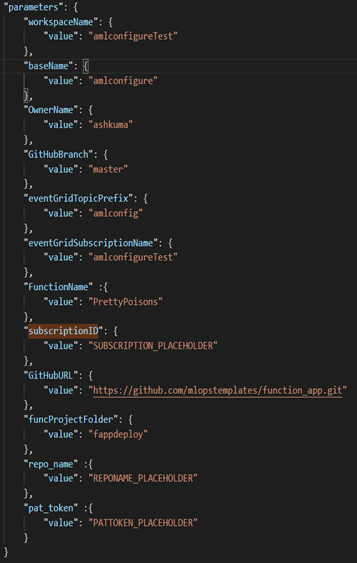 "parameters": {
"workspaceName": {
"value": "amlconfigureTest"
},
"baseName": {
"value": "amlconfigure"
},
"OwnerName": {
"value": "ashkuma"
},
"GitHubBranch": {
"value": "master"
},
"eventGridTopicPrefix": {
"value": "amlconfig"
},
"eventGridSubscriptionName": {
"value": "amlconfigureTest"
},
"FunctionName" :{
"value": "PrettyPoisons"
},
"subscriptionID": {
"value": "SUBSCRIPTION_PLACEHOLDER"
},
"GitHubURL": {
"value": "https://github.com/mlopstemplates/function_app.git"
},
"funcProjectFolder": {
"value": "fappdeploy"
},
"repo_name" :{
"value": "REPONAME_PLACEHOLDER"
},
"pat_token" :{
"value": "PATTOKEN_PLACEHOLDER"
}
}